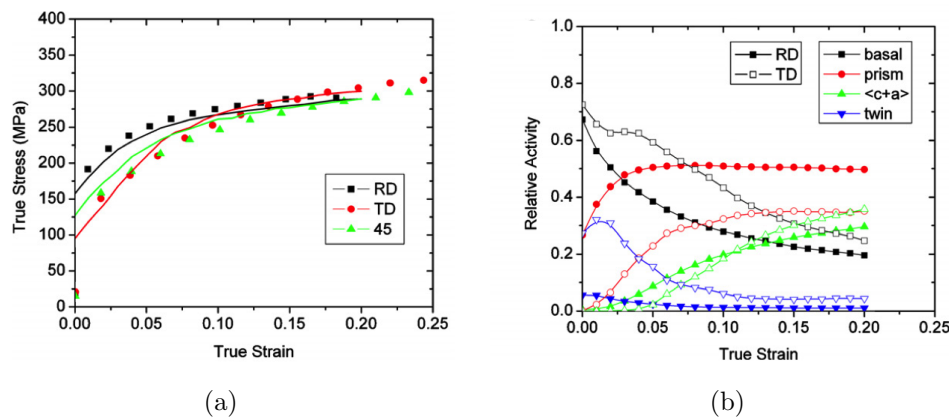 400
350
300
250
200
150
100
50
0
True Stress (MPa)
0.00 0.05 0.10 0.15 0.20 0.25
True Strain
RD
TD
45
(a)
1.0
0.8
0.6
0.4
0.2
0.0
Relative Activity
0.00 0.05 0.10 0.15 0.20 0.25
True Strain
RD
TD
basal
prism
<c+a>
twin
(b)